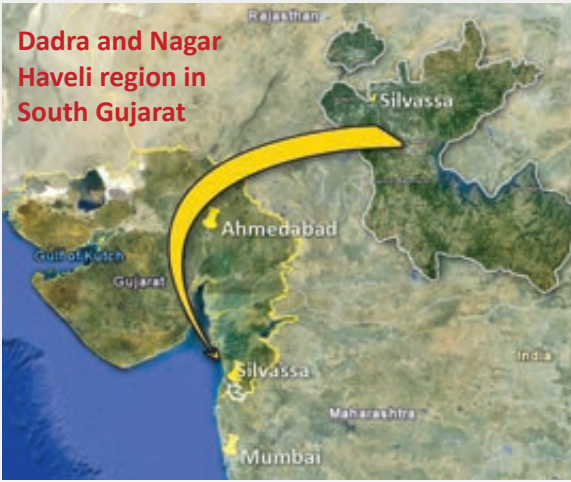 Rajasthan
Dadra and Nagar
Haveli region in
South Gujarat
Silvassa
Ahmedabad
Gulf of Kutch
Gujarat
India
Silvassa
Maharashtra
Mumbai